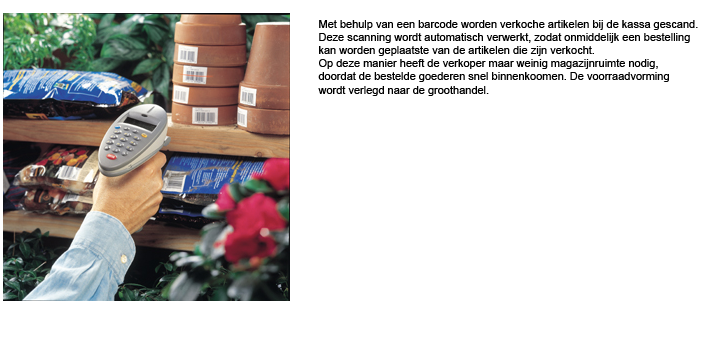 Met behulp van een barcode worden verkoche artikelen bij de kassa gescand.
Deze scanning wordt automatisch verwerkt, zodat onmiddelijk een bestelling
kan worden geplaatste van de artikelen die zijn verkocht.
Op deze manier heeft de verkoper maar weinig magazijnruimte nodig,
doordat de bestelde goederen snel binnenkoomen. De voorraadvorming
wordt verlegd naar de groothandel.